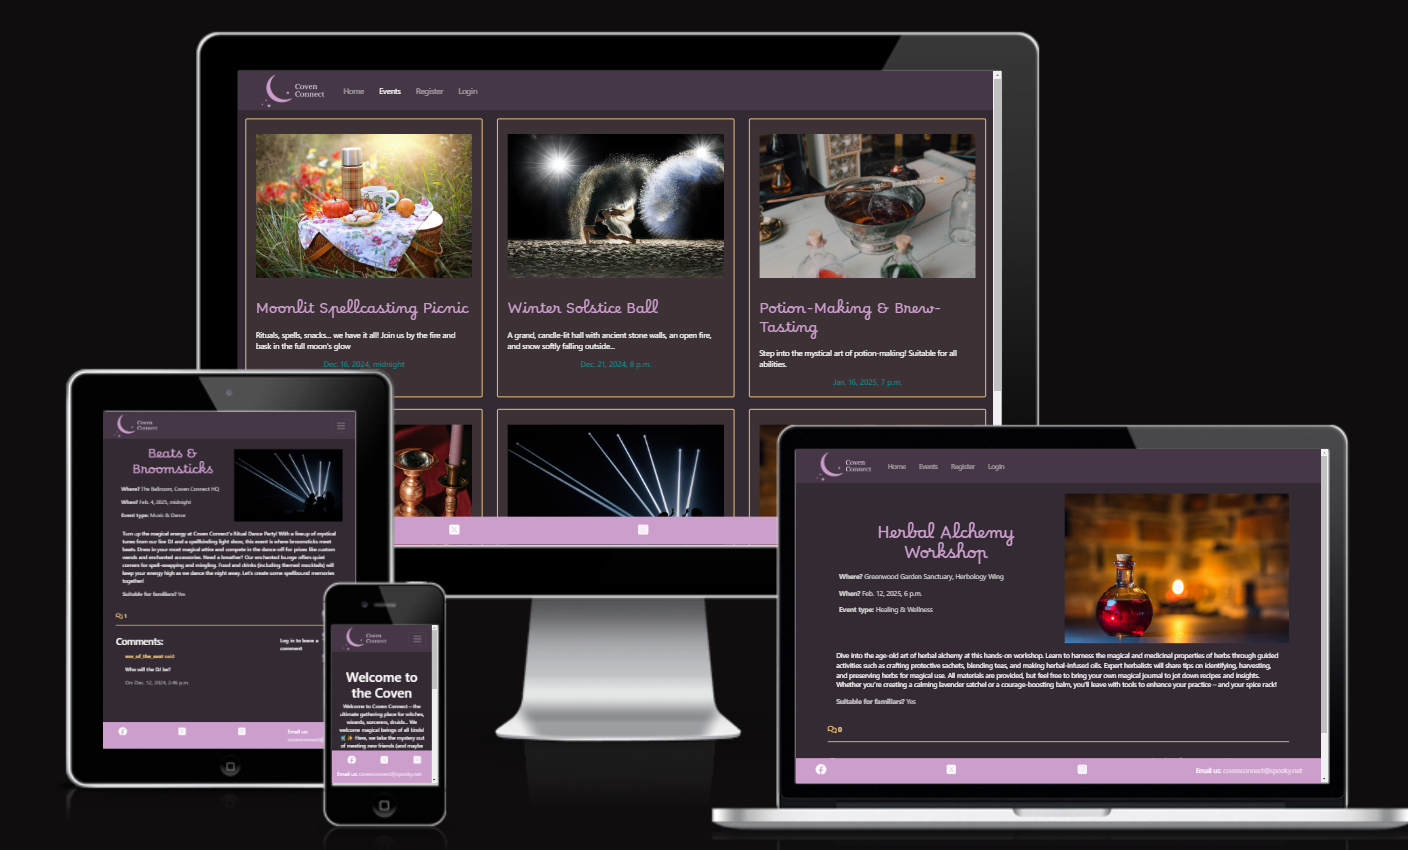 Coven
Connect
Home Events Register Login
Moonlit Spellcasting Picnic
Rituals, spells, snacks... we have it all! Join us by the fire and
bask in the full moon's glow
Dec. 16, 2024, midnight
Winter Solstice Ball
A grand, candle-lit hall with ancient stone walls, an open fire,
and snow softly falling outside...
Dec. 21, 2024, 8 p.m.
Potion-Making & Brew-
Tasting
Step into the mystical art of potion-making! Suitable for all
abilities.
Jan. 16, 2025, 7 p.m.
Coven
Connect
Beats &
Broomsticks
Where? The Ballroom, Coven Connect HQ
When? Feb. 4, 2025, midnight
Event type: Music & Dance
Turn up the magical energy at Coven Connect's Ritual Dance Party! With a lineup of mystical
tunes from our live DJ and a spellbinding light show, this event is where broomsticks meet
beats. Dress in your most magical attire and compete in the dance-off for prizes like custom
wands and enchanted accessories. Need a breather? Our enchanted lounge offers quiet
corners for spell-swapping and mingling. Food and drinks (including themed mocktails) will
keep your energy high as we dance the night away. Let's create some spellbound memories
together!
Suitable for familiars? Yes
1
Comments:
Log in to leave a
comment
said:
Who will the DJ be?
On: Dec. 12, 2024, 2:46 p.m.
Email us:
Coven
Connect
Welcome to
the Coven
Welcome to Coven Connect – the
ultimate gathering place for witches,
wizards, sorcerers, druids... We
welcome magical beings of all kinds!
Here, we take the mystery out
of meeting new friends (and maybe
Email us: covenconnect@spooky.net
Coven
Connect
Home Events Register Login
Herbal Alchemy
Workshop
Where? Greenwood Garden Sanctuary, Herbology Wing
When? Feb. 12, 2025, 6 p.m.
Event type: Healing & Wellness
Dive into the age-old art of herbal alchemy at this hands-on workshop. Learn to harness the magical and medicinal properties of herbs through guided
activities such as crafting protective sachets, blending teas, and making herbal-infused oils. Expert herbalists will share tips on identifying, harvesting,
and preserving herbs for magical use. All materials are provided, but feel free to bring your own magical journal to jot down recipes and insights.
Whether you're creating a calming lavender satchel or a courage-boosting balm, you'll leave with tools to enhance your practice – and your spice rack!
Suitable for familiars? Yes
0
Email us: covenconnect@spooky.net